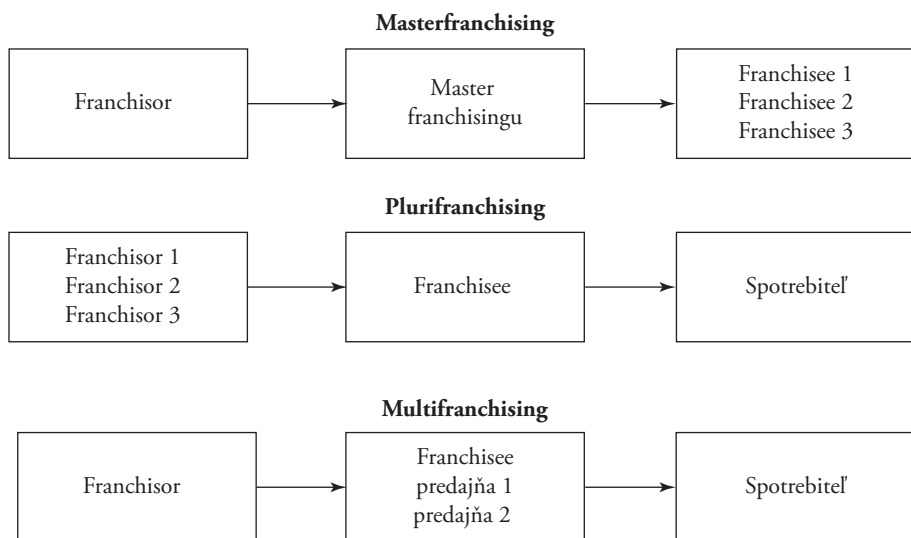 Masterfranchising
Franchisor
Master
franchisingu
Franchisee 1
Franchisee 2
Franchisee 3
Plurifranchising
Franchisor 1
Franchisor 2
Franchisor 3
Franchisee
Spotrebiteľ
Multifranchising
Franchisor
Franchisee
predajňa 1
predajňa 2
Spotrebiteľ